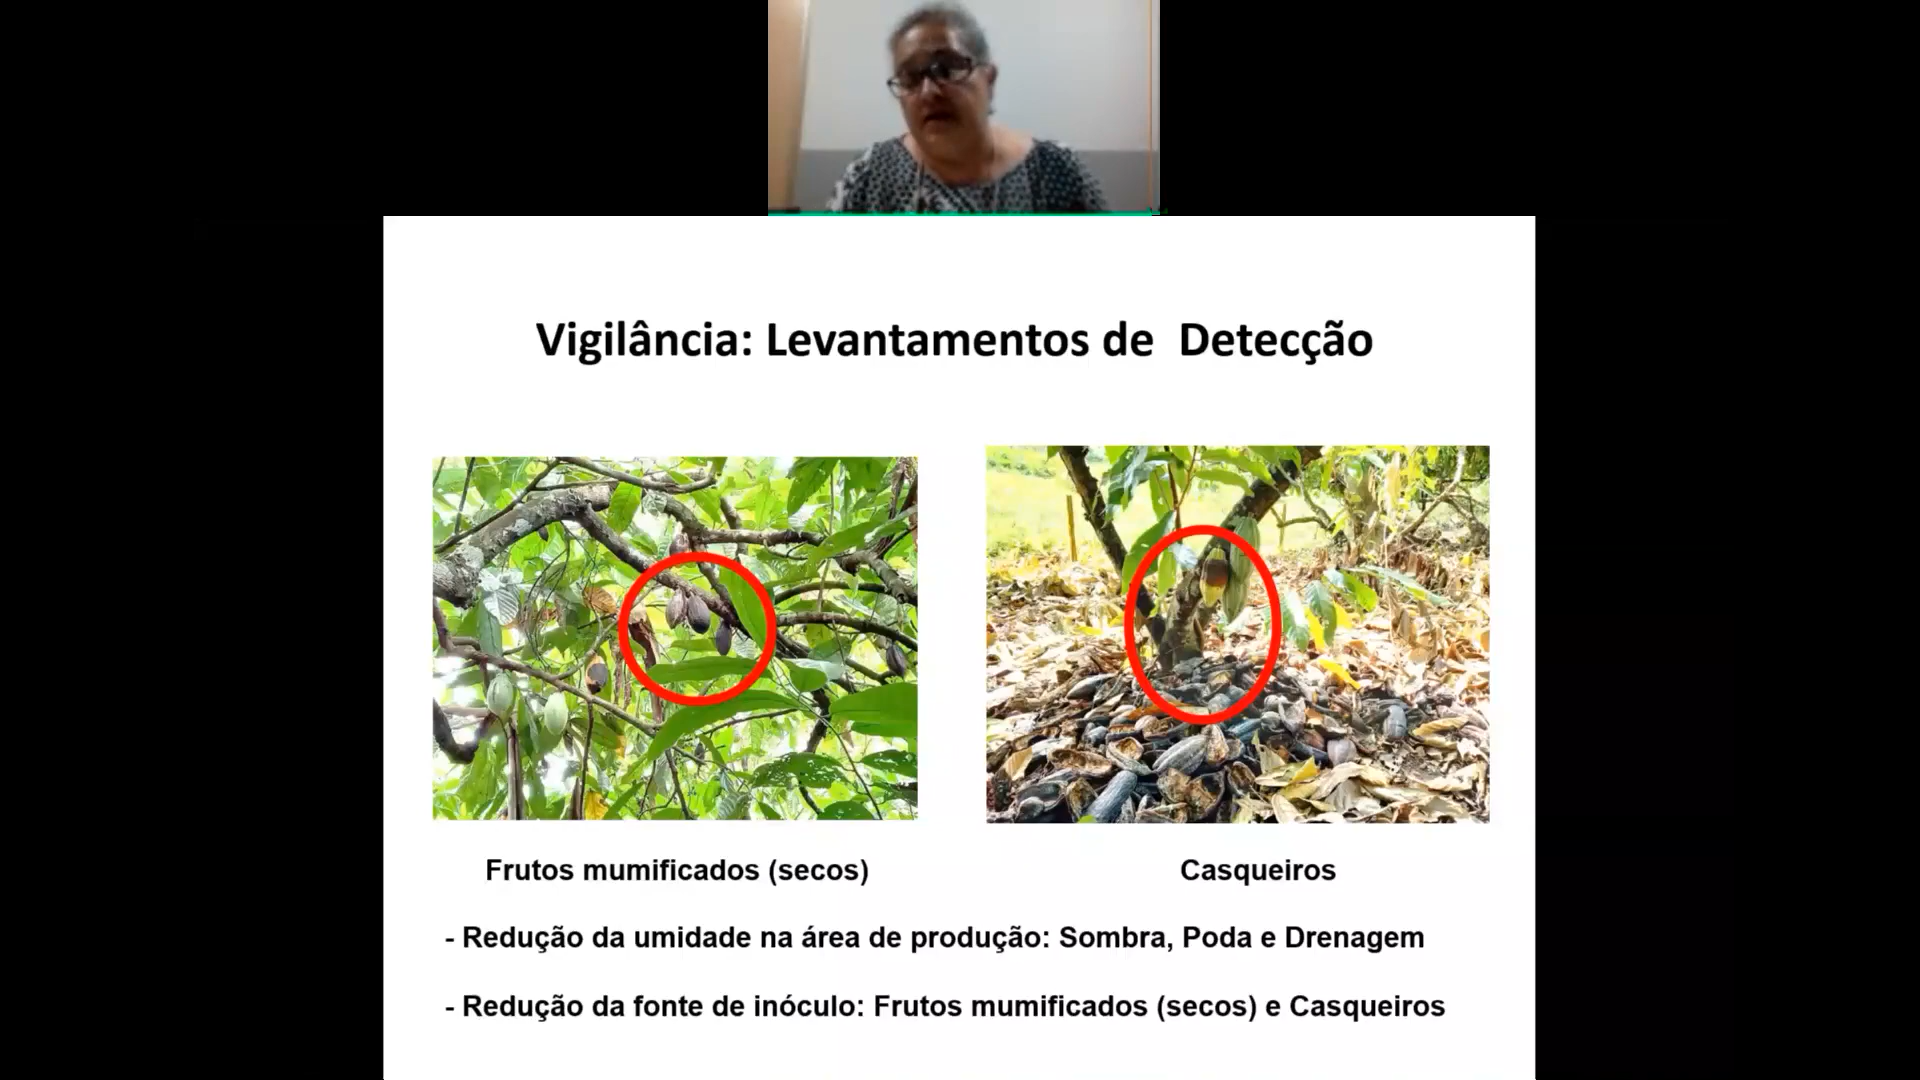 Vigilância: Levantamentos de Detecção
Frutos mumificados (secos)
Casqueiros
- Redução da umidade na área de produção: Sombra, Poda e Drenagem
- Redução da fonte de inóculo: Frutos mumificados (secos) e Casqueiros